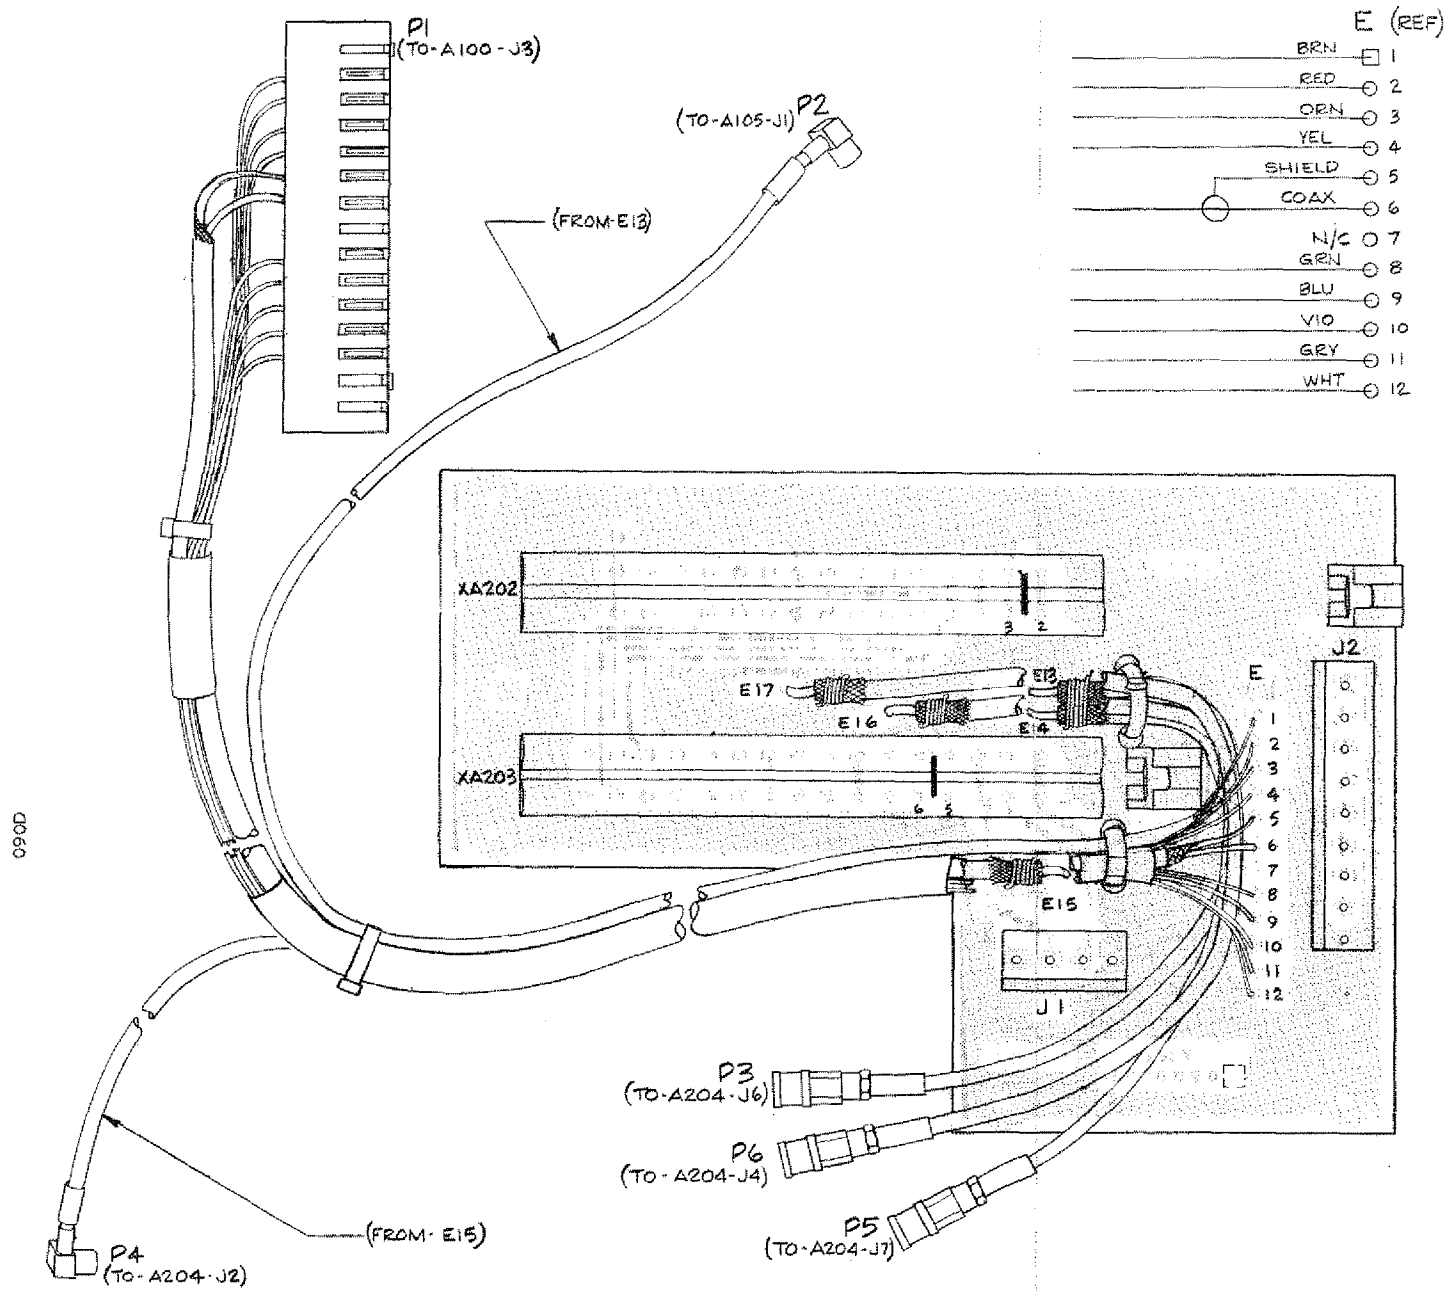 P1
(TO-A100-J3)
P2
(TO-A105-J1)
(FROM-E13)
E (REF)
BRN 1
RED 2
ORN 3
YEL 4
SHIELD 5
COAX 6
N/C 7
GRN 8
BLU 9
VIO 10
GRY 11
WHT 12
XA202
3 2
J2
E17
E13
E
E16
E14
1
2
3
4
5
6
7
8
9
10
11
12
XA203
6 5
E15
J1
090D
P3
(TO-A204-J6)
P6
(TO-A204-J4)
P5
(TO-A204-J7)
(FROM-E15)
P4
(TO-A204-J2)